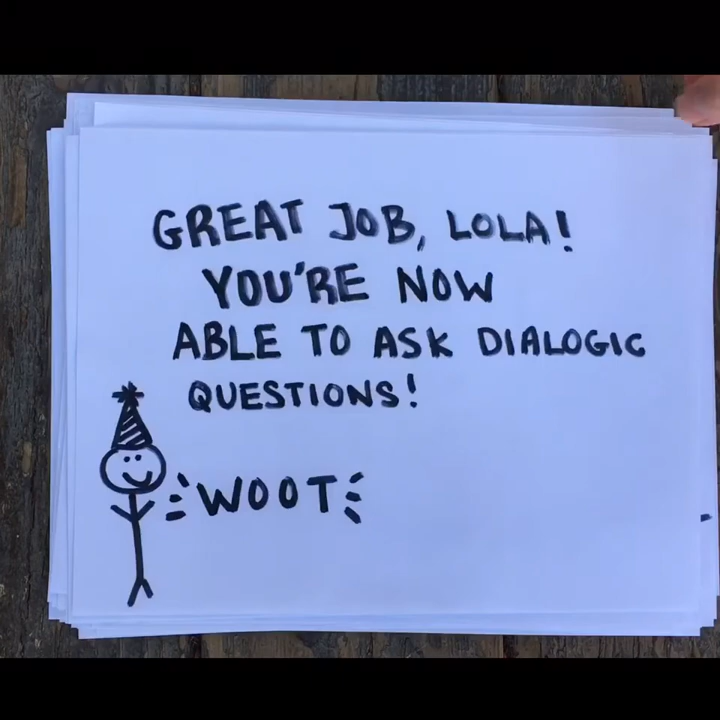 GREAT JOB, LOLA!
YOU'RE NOW
ABLE TO ASK DIALOGIC
QUESTIONS!
WOOT